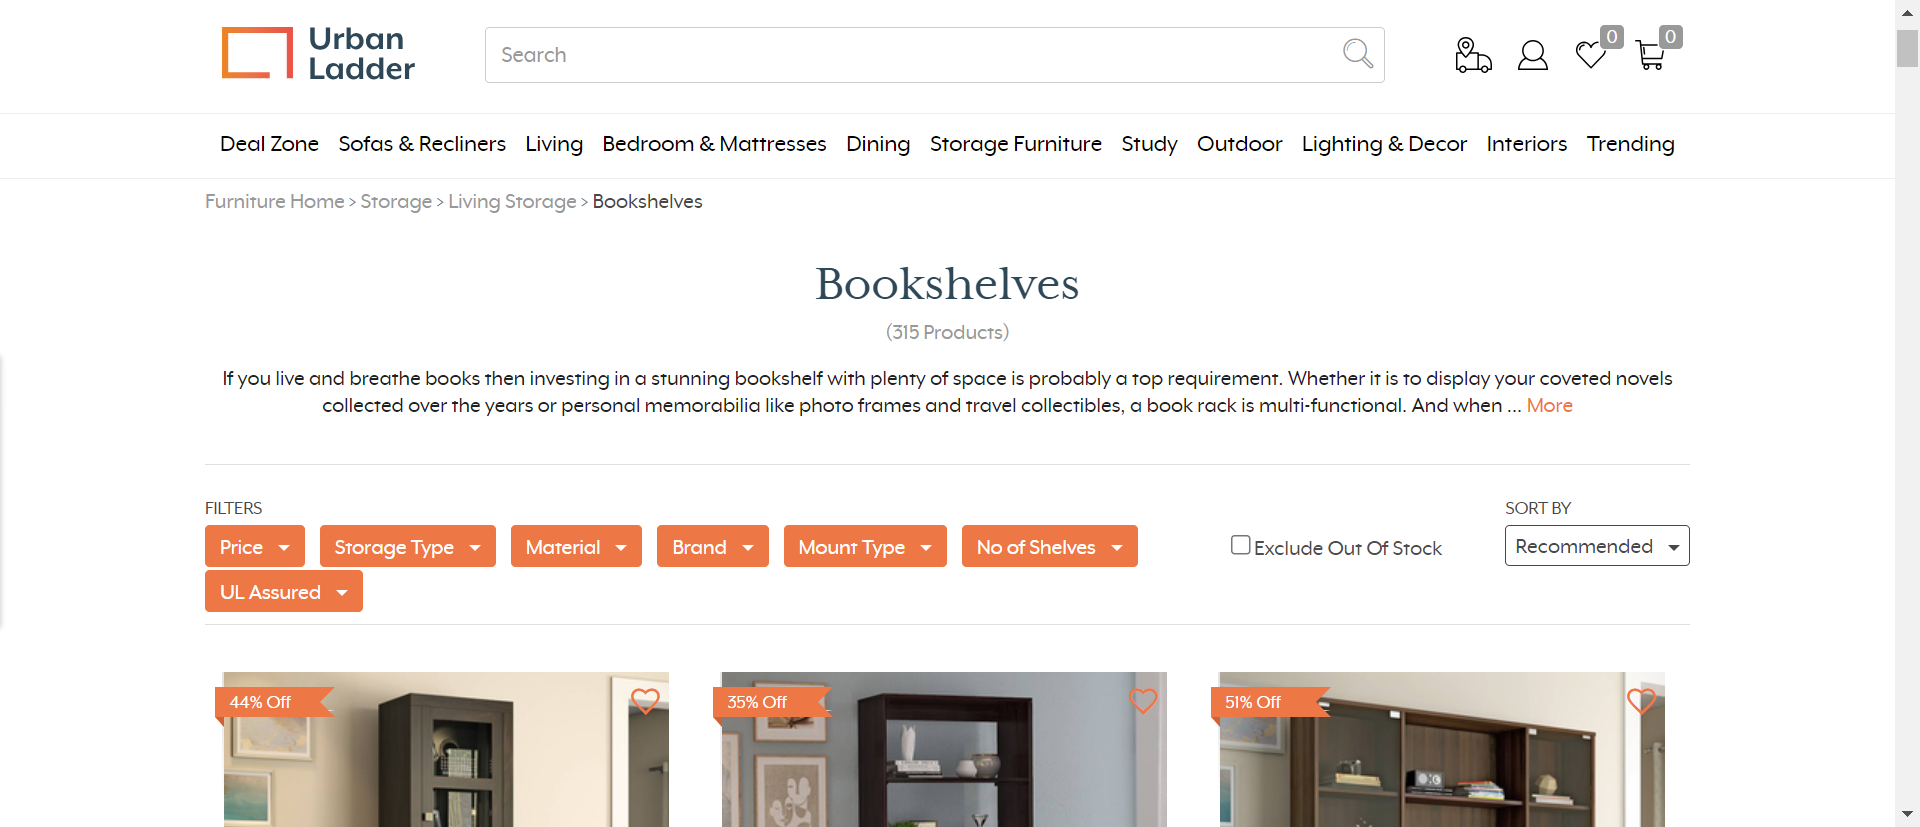 Urban
Ladder
Search
0
0
Deal Zone Sofas & Recliners Living Bedroom & Mattresses Dining Storage Furniture Study Outdoor Lighting & Decor Interiors Trending
Furniture Home > Storage > Living Storage > Bookshelves
Bookshelves
(315 Products)
If you live and breathe books then investing in a stunning bookshelf with plenty of space is probably a top requirement. Whether it is to display your coveted novels
collected over the years or personal memorabilia like photo frames and travel collectibles, a book rack is multi-functional. And when ... More
FILTERS
SORT BY
Price Storage Type Material Brand Mount Type No of Shelves
Exclude Out Of Stock
Recommended
UL Assured
44% Off
35% Off
51% Off